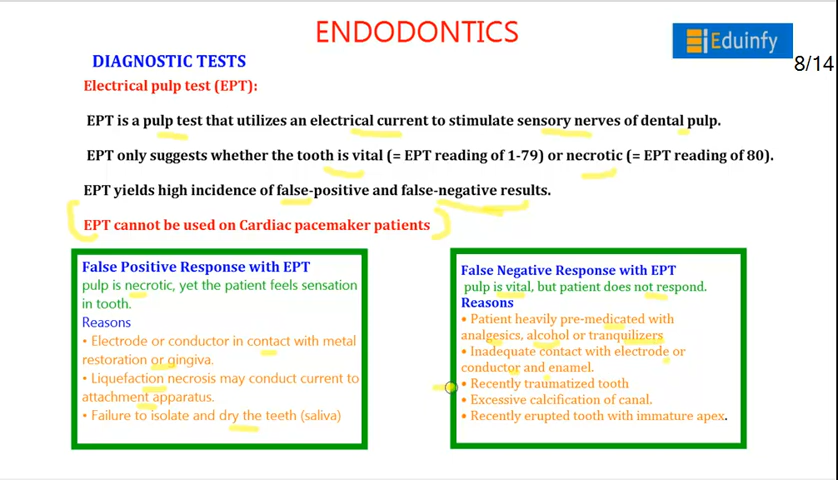 ENDODONTICS
Eduinfy
8/14
DIAGNOSTIC TESTS
Electrical pulp test (EPT):
EPT is a pulp test that utilizes an electrical current to stimulate sensory nerves of dental pulp.
EPT only suggests whether the tooth is vital (= EPT reading of 1-79) or necrotic (= EPT reading of 80).
EPT yields high incidence of false-positive and false-negative results.
EPT cannot be used on Cardiac pacemaker patients
False Positive Response with EPT
pulp is necrotic, yet the patient feels sensation
in tooth.
Reasons
• Electrode or conductor in contact with metal
restoration or gingiva.
• Liquefaction necrosis may conduct current to
attachment apparatus.
• Failure to isolate and dry the teeth (saliva)
False Negative Response with EPT
pulp is vital, but patient does not respond.
Reasons
• Patient heavily pre-medicated with
analgesics, alcohol or tranquilizers
• Inadequate contact with electrode or
conductor and enamel.
• Recently traumatized tooth
• Excessive calcification of canal.
• Recently erupted tooth with immature apex.